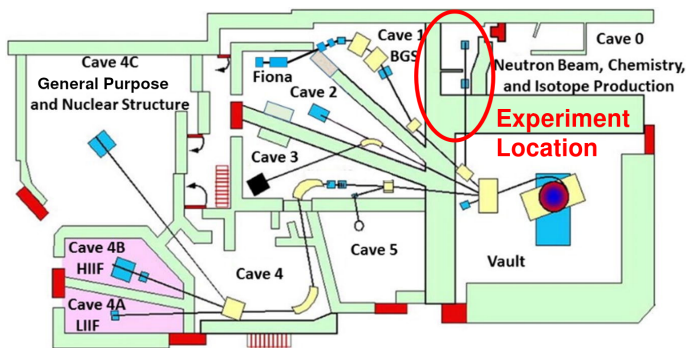 Cave 4C
General Purpose
and Nuclear Structure
Fiona
Cave 1
BGS
Cave 2
Cave 3
Cave 0
Neutron Beam, Chemistry,
and Isotope Production
Experiment
Location
Cave 4B
HIIF
Cave 4A
LIIF
Cave 4
Cave 5
Vault